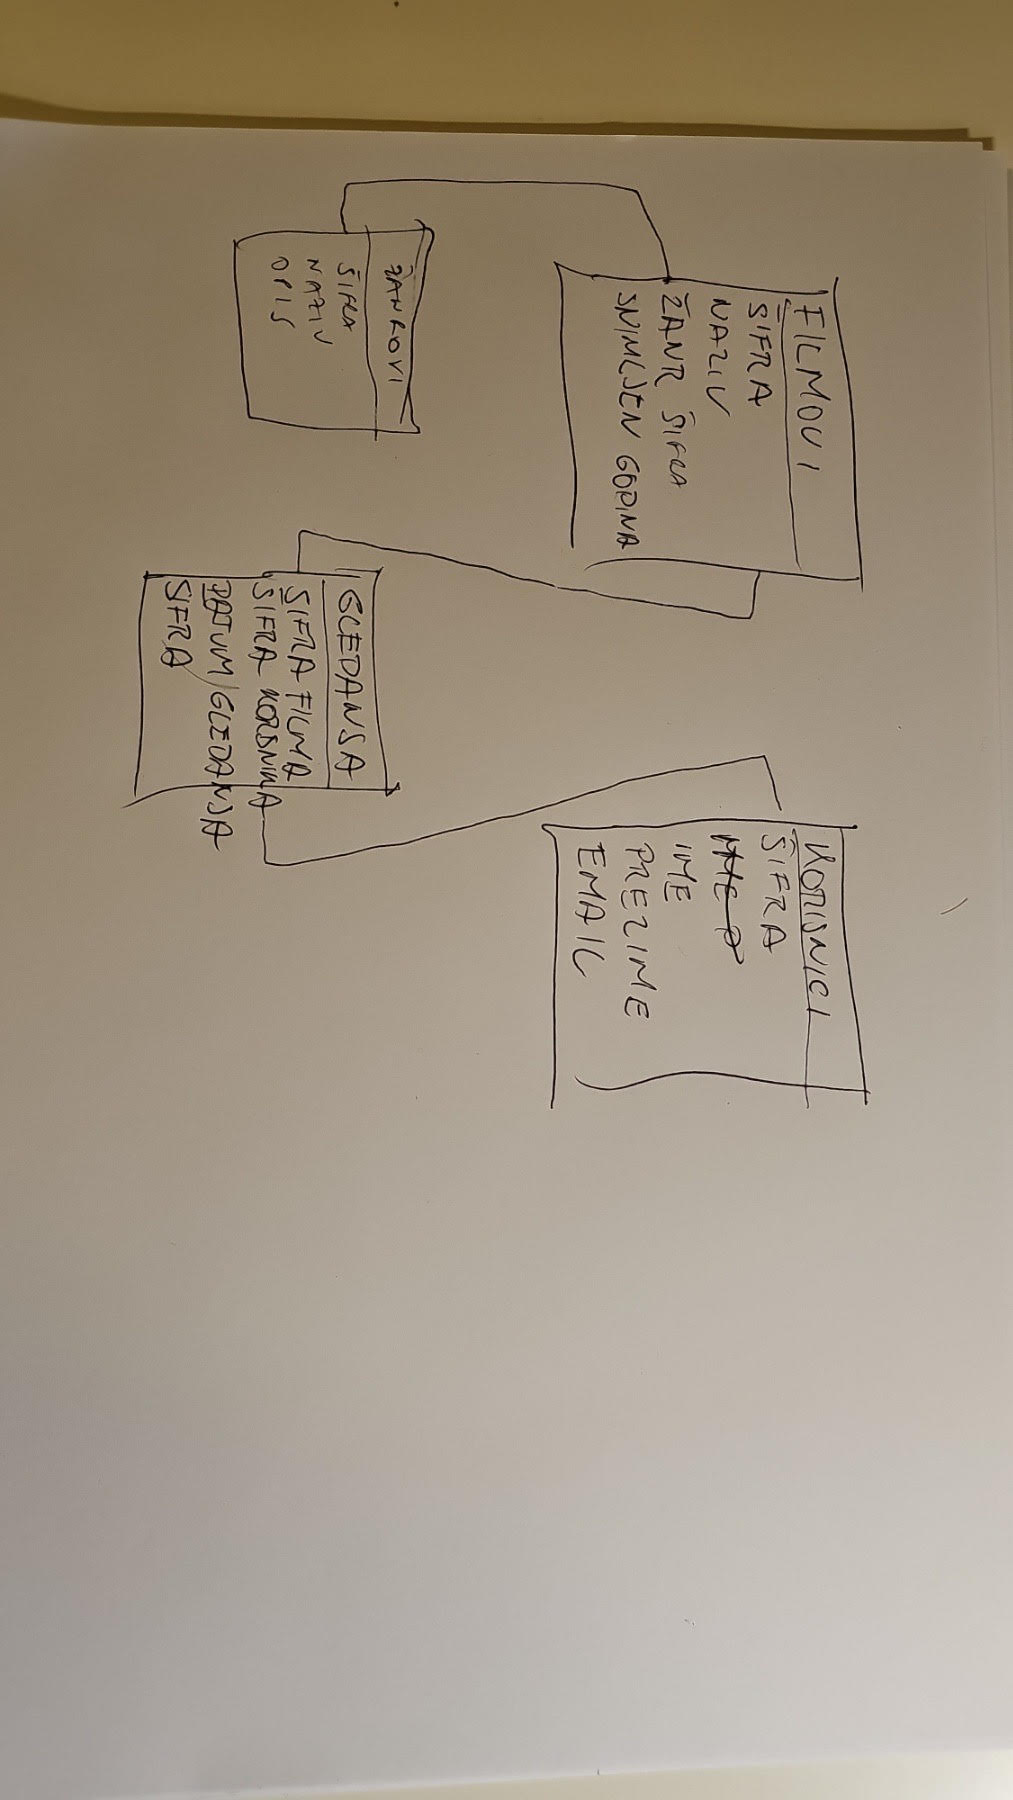 FILMOVI
ŠIFRA
NAZIV
ŽANR ŠIFRA
SNIMLJEN GODINA
KORISNICI
ŠIFRA
IME P
IME
PREZIME
EMAIL
ŽANROVI
ŠIFRA
NAZIV
OPIS
GLEDANJA
ŠIFRA FILMA
ŠIFRA KORISNIKA
DATUM GLEDANJA
ŠIFRA